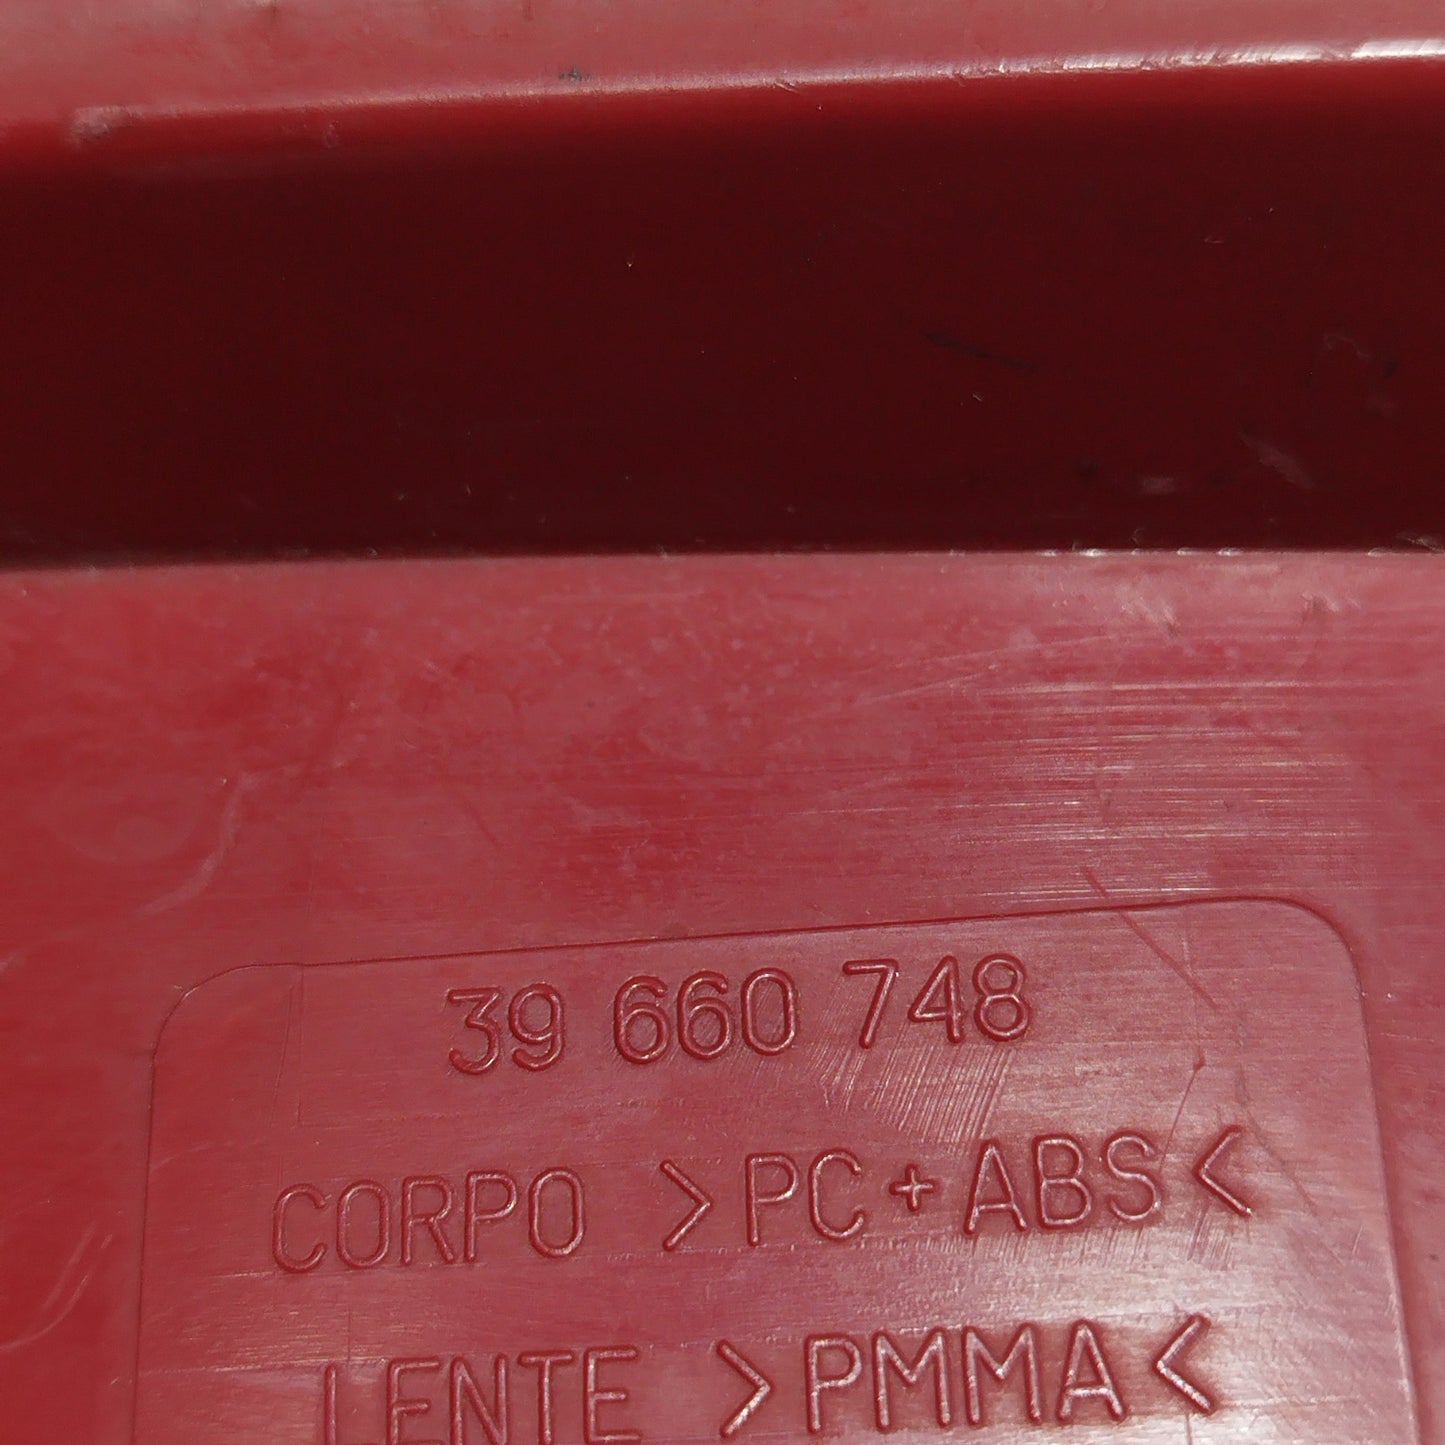 39 660 748
CORPO >PC+ABS<
LENTE >PMMA<